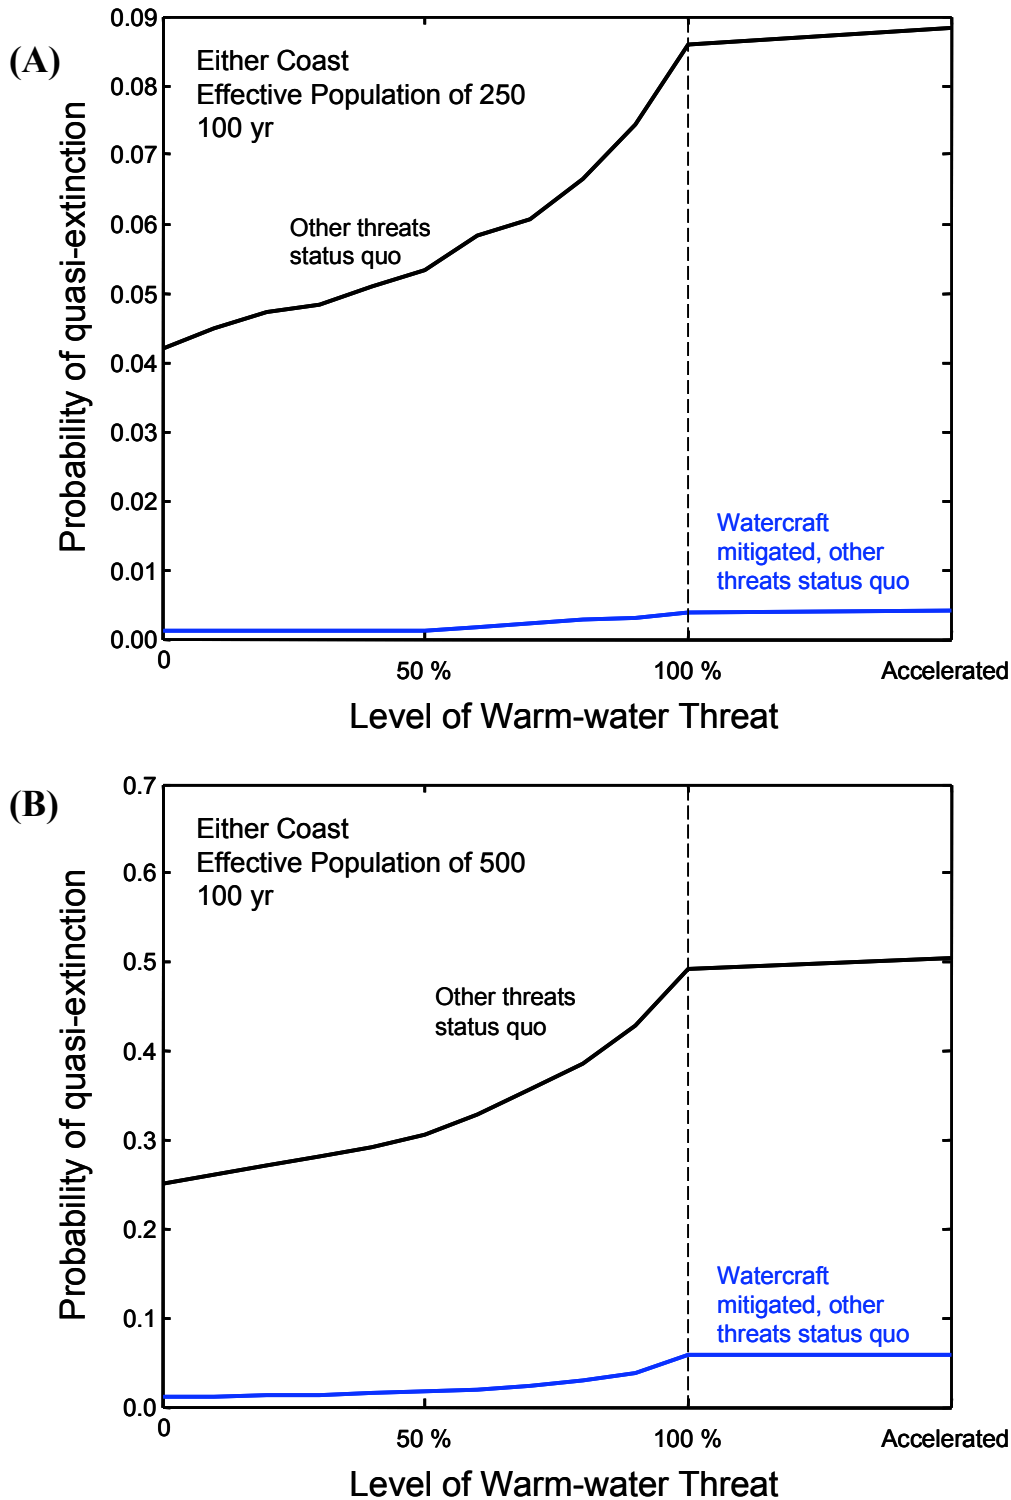 (A)
0.09
0.08
0.07
0.06
0.05
0.04
0.03
0.02
0.01
0.00
Probability of quasi-extinction
Either Coast
Effective Population of 250
100 yr
Other threats
status quo
Watercraft
mitigated, other
threats status quo
0
50 %
100 %
Accelerated
Level of Warm-water Threat
(B)
0.7
0.6
0.5
0.4
0.3
0.2
0.1
0.0
Probability of quasi-extinction
Either Coast
Effective Population of 500
100 yr
Other threats
status quo
Watercraft
mitigated, other
threats status quo
0
50 %
100 %
Accelerated
Level of Warm-water Threat